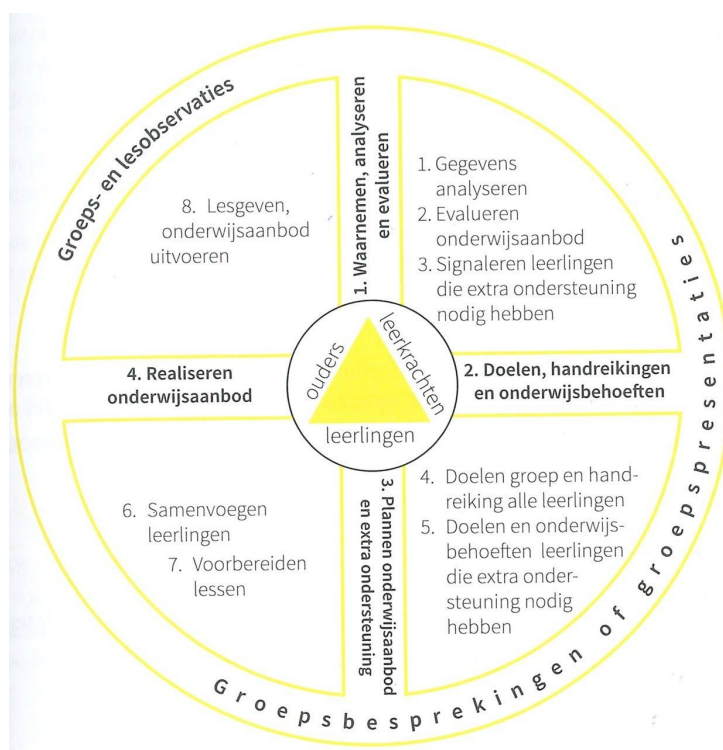 Groeps- en lesobservaties
1. Waarnemen, analyseren
en evalueren
1. Gegevens
analyseren
2. Evalueren
onderwijsaanbod
3. Signaleren leerlingen
die extra ondersteuning
nodig hebben
8. Lesgeven,
onderwijsaanbod
uitvoeren
ouders
leerkrachten
leerlingen
4. Realiseren
onderwijsaanbod
2. Doelen, handreikingen
en onderwijsbehoeften
3. Plannen onderwijsaanbod
en extra ondersteuning
4. Doelen groep en hand-
reiking alle leerlingen
5. Doelen en onderwijs-
behoeften leerlingen
die extra onder-
steuning nodig
hebben
6. Samenvoegen
leerlingen
7. Voorbereiden
lessen
Groepsbesprekingen of groepspresentaties